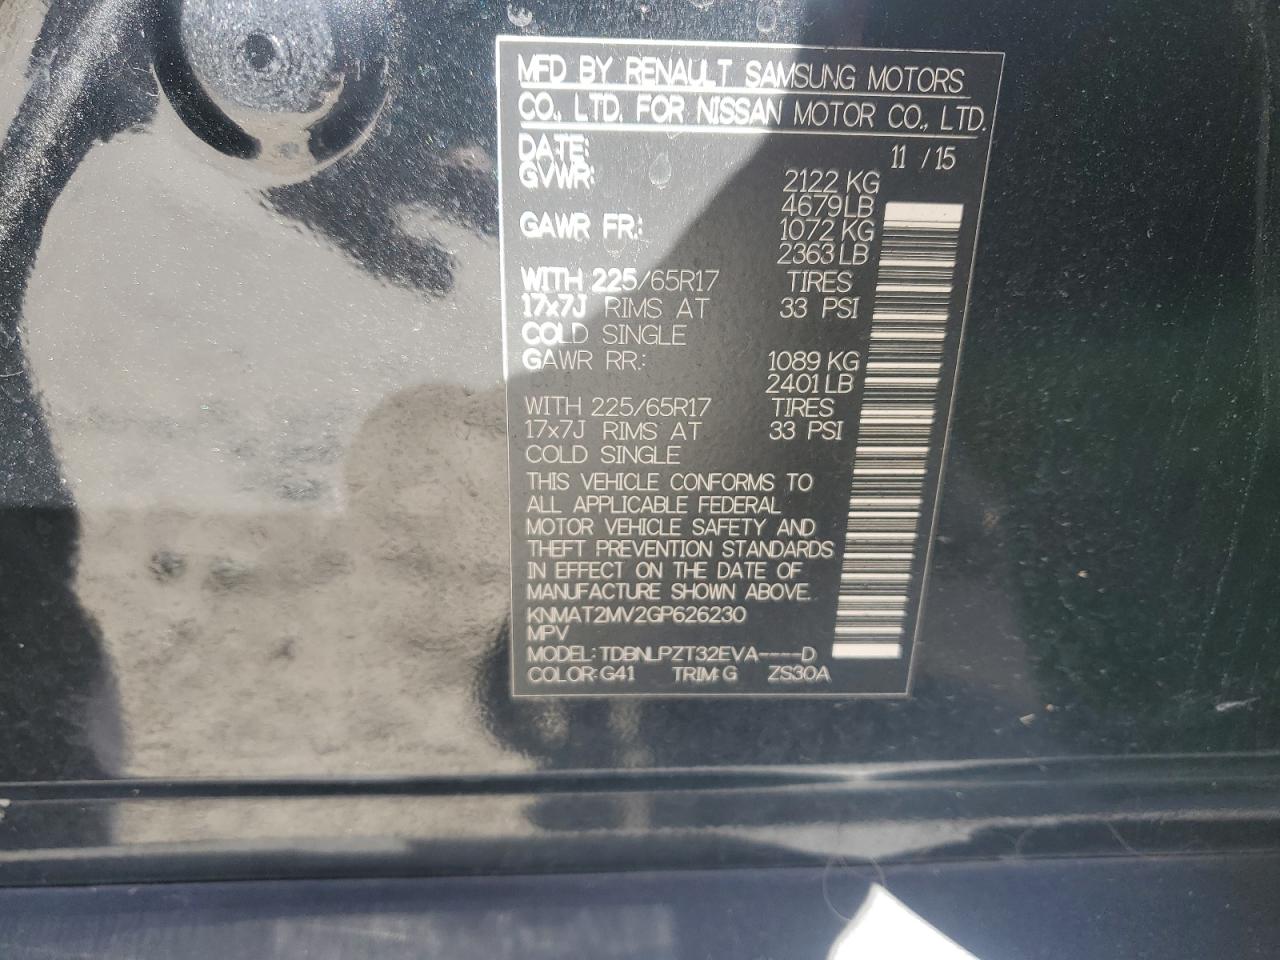 MFD BY RENAULT SAMSUNG MOTORS
CO., LTD. FOR NISSAN MOTOR CO., LTD.
DATE: 11 / 15
GVWR: 2122 KG
4679 LB
GAWR FR.: 1072 KG
2363 LB
WITH 225/65R17 TIRES
17x7J RIMS AT 33 PSI
COLD SINGLE
GAWR RR.: 1089 KG
2401 LB
WITH 225/65R17 TIRES
17x7J RIMS AT 33 PSI
COLD SINGLE
THIS VEHICLE CONFORMS TO
ALL APPLICABLE FEDERAL
MOTOR VEHICLE SAFETY AND
THEFT PREVENTION STANDARDS
IN EFFECT ON THE DATE OF
MANUFACTURE SHOWN ABOVE.
KNMAT2MV2GP626230
MPV
MODEL: TDBNLPZT32EVA----D
COLOR: G41 TRIM: G ZS30A